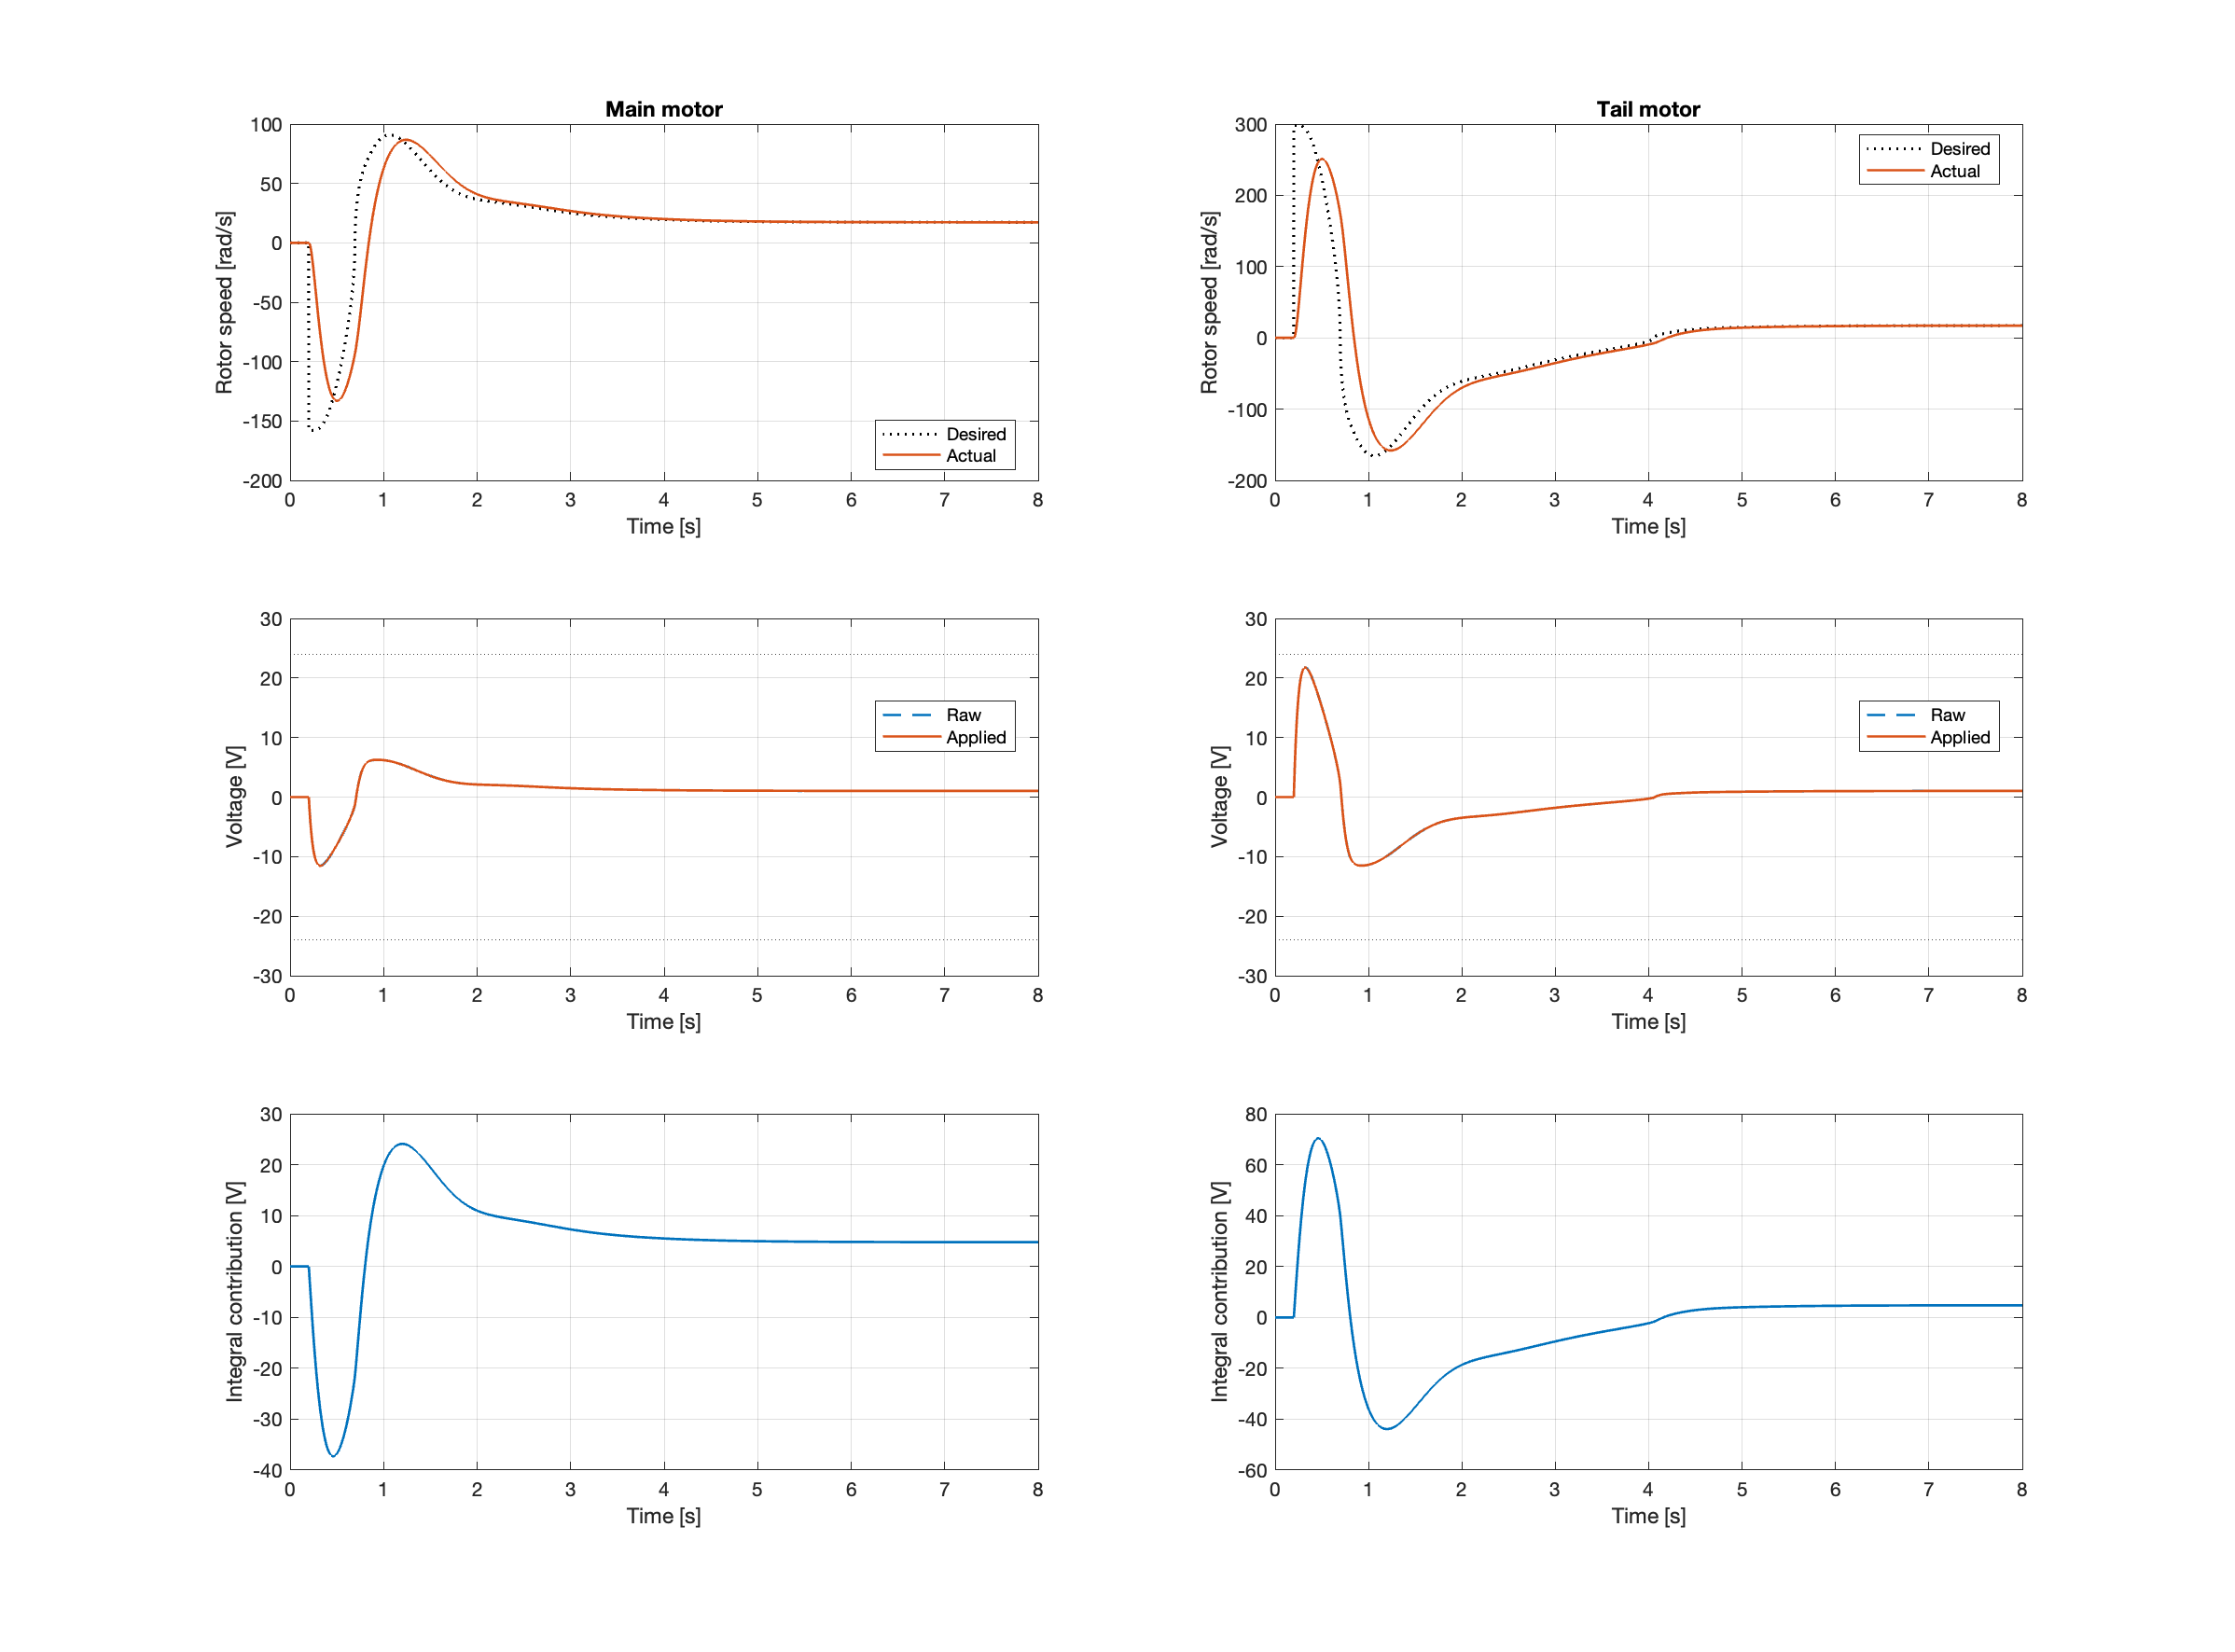 Main motor
100
50
0
-50
-100
-150
-200
Rotor speed [rad/s]
Desired
Actual
0 1 2 3 4 5 6 7 8
Time [s]
Tail motor
300
200
100
0
-100
-200
Rotor speed [rad/s]
Desired
Actual
0 1 2 3 4 5 6 7 8
Time [s]
30
20
10
0
-10
-20
-30
Voltage [V]
Raw
Applied
0 1 2 3 4 5 6 7 8
Time [s]
30
20
10
0
-10
-20
-30
Voltage [V]
Raw
Applied
0 1 2 3 4 5 6 7 8
Time [s]
30
20
10
0
-10
-20
-30
-40
Integral contribution [V]
0 1 2 3 4 5 6 7 8
Time [s]
80
60
40
20
0
-20
-40
-60
Integral contribution [V]
0 1 2 3 4 5 6 7 8
Time [s]